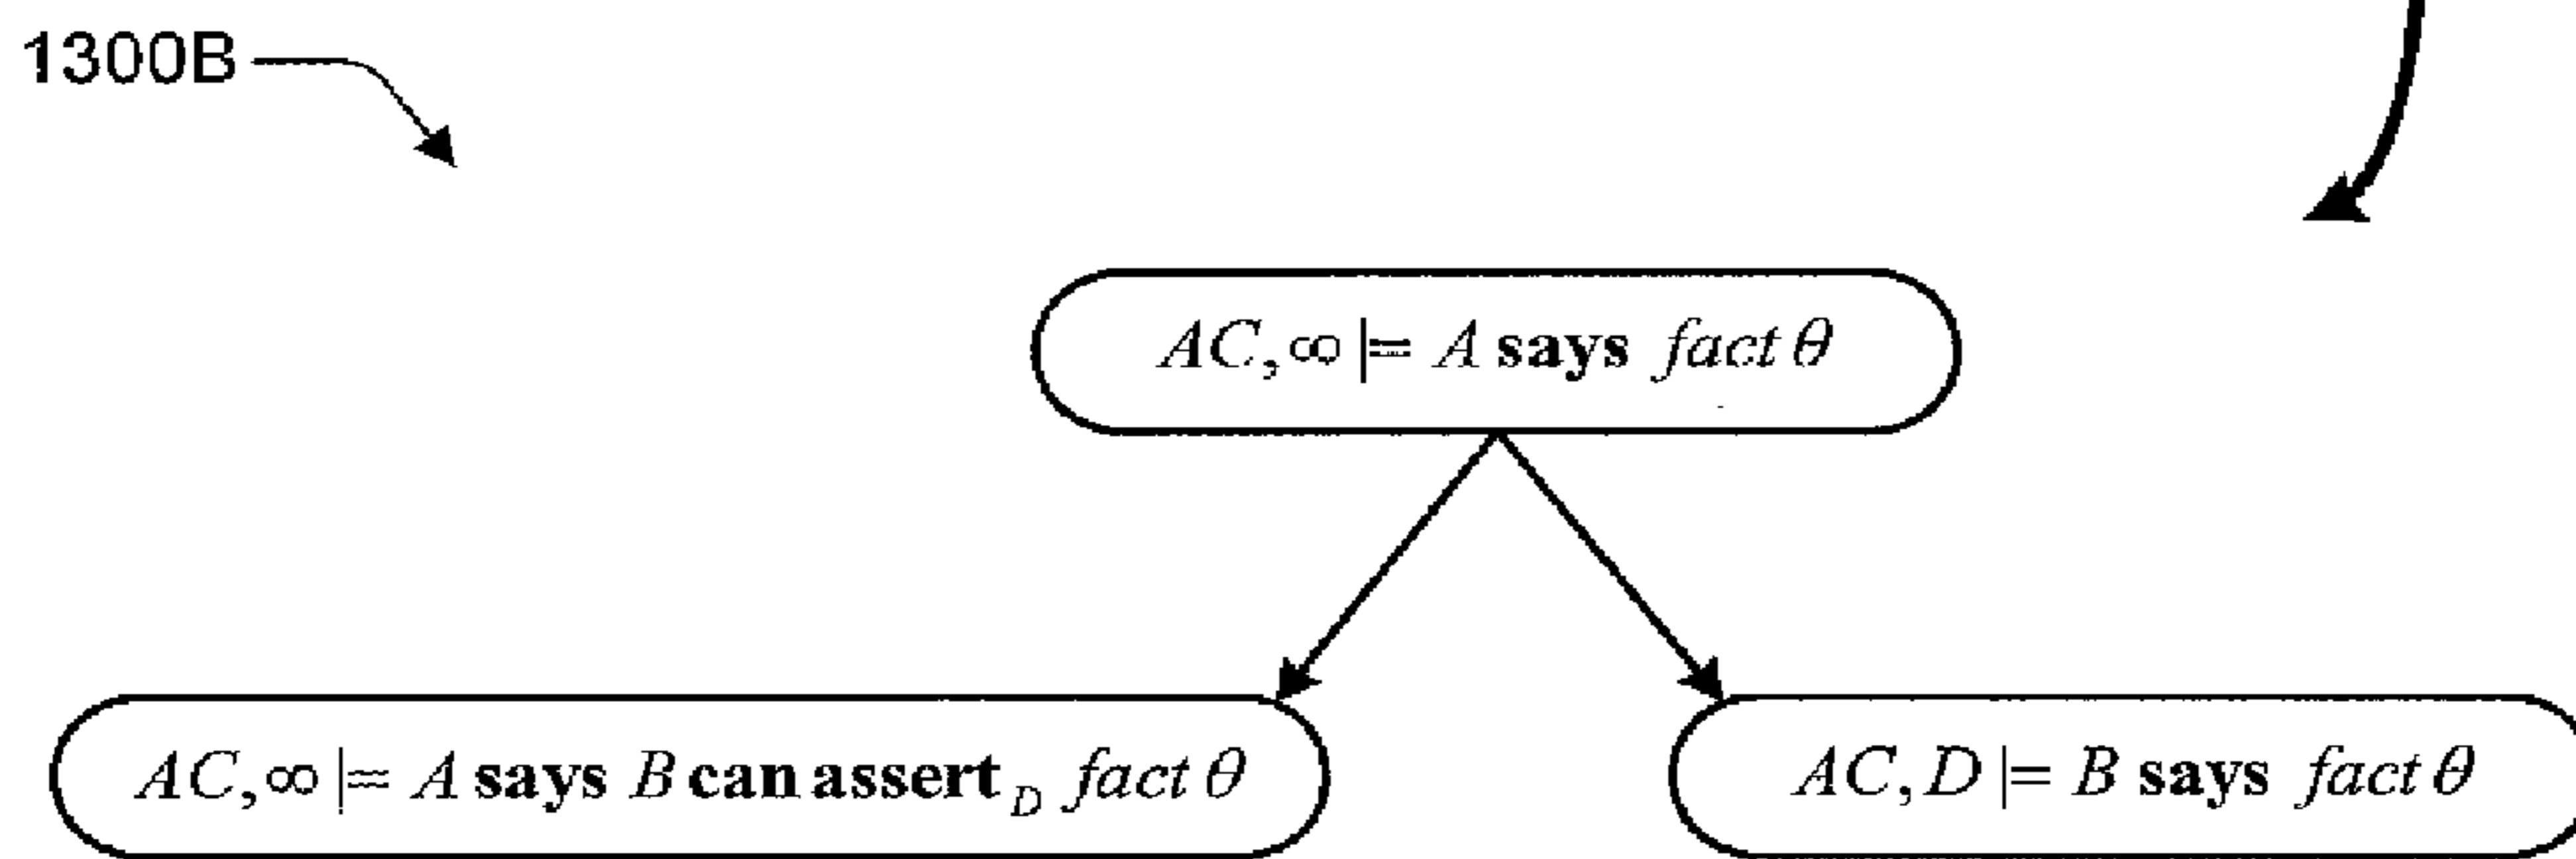 1300B
AC,∞ |= A says fact θ
AC,∞ |= A says B can assert_D fact θ
AC,D |= B says fact θ